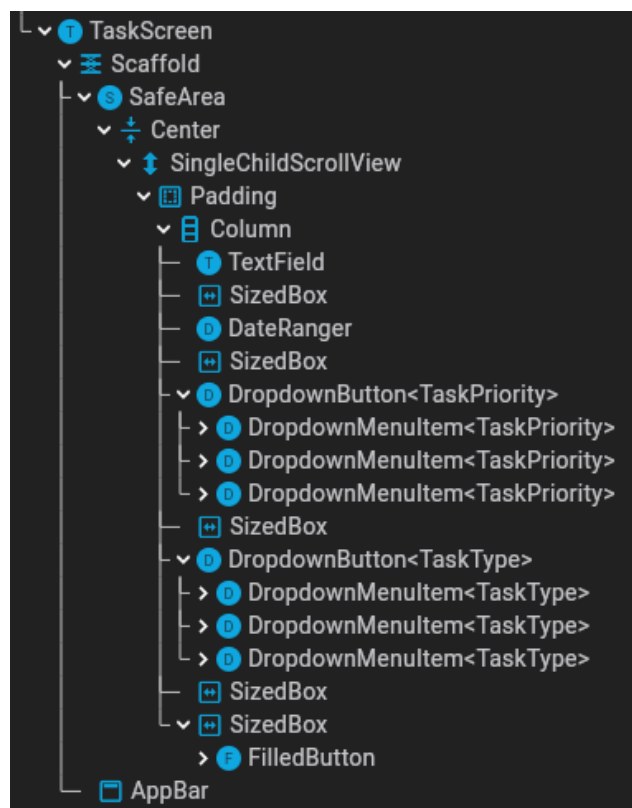 T TaskScreen
Scaffold
S SafeArea
Center
SingleChildScrollView
Padding
Column
T TextField
SizedBox
D DateRanger
SizedBox
D DropdownButton<TaskPriority>
D DropdownMenuItem<TaskPriority>
D DropdownMenuItem<TaskPriority>
D DropdownMenuItem<TaskPriority>
SizedBox
D DropdownButton<TaskType>
D DropdownMenuItem<TaskType>
D DropdownMenuItem<TaskType>
D DropdownMenuItem<TaskType>
SizedBox
SizedBox
F FilledButton
AppBar